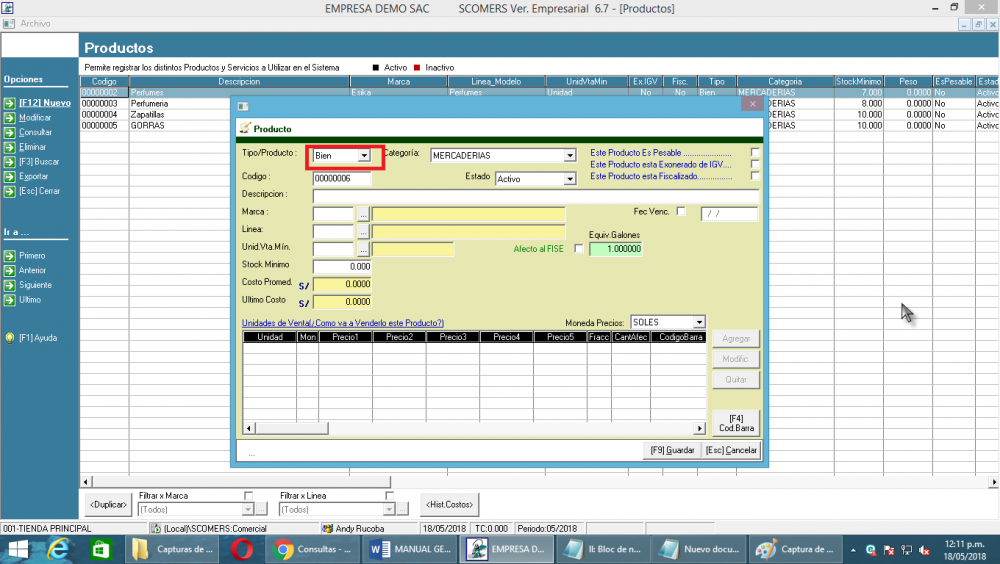 EMPRESA DEMO SAC SCOMERS Ver. Empresarial 6.7 - [Productos]
Archivo
Productos
Permite registrar los distintos Productos y Servicios a Utilizar en el Sistema Activo Inactivo
Opciones
[F12] Nuevo
Modificar
Consultar
Eliminar
[F3] Buscar
Exportar
[Esc] Cerrar
Ir a ...
Primero
Anterior
Siguiente
Ultimo
[F1] Ayuda
Codigo Descripcion Marca Linea_Modelo UnidVtaMin Ex.IGV Fisc. Tipo Categoria StockMinimo Peso EsPesable Estad
00000002 Perfumes Esika Perfumes Unidad No No Bien MERCADERIAS 7.000 0.0000 No Activo
00000003 Perfumeria DERIAS 8.000 0.0000 No Activo
00000004 Zapatillas DERIAS 10.000 0.0000 No Activo
00000005 GORRAS DERIAS 10.000 0.0000 No Activo
Producto
Tipo/Producto : Bien Categoría: MERCADERIAS
Este Producto Es Pesable .....................
Este Producto esta Exonerado de IGV....
Este Producto esta Fiscalizado...............
Codigo : 00000006 Estado Activo
Descripcion :
Marca : ... Fec Venc. / /
Linea: ...
Equiv.Galones
Unid.Vta.Mín. ... Afecto al FISE 1.000000
Stock Minimo 0.000
Costo Promed. S/ 0.0000
Ultimo Costo S/ 0.0000
Unidades de Venta(¿Como va a Venderlo este Producto?) Moneda Precios: SOLES
Unidad Mon Precio1 Precio2 Precio3 Precio4 Precio5 Fracc CantAfec CodigoBarra
Agregar
Modific.
Quitar
[F4]
Cod.Barra
... [F9] Guardar [Esc] Cancelar
<Duplicar> Filtrar x Marca Filtrar x Linea <Hist.Costos>
(Todos) ... (Todos) ...
001-TIENDA PRINCIPAL (Local)\SCOMERS:Comercial Andy Rucoba 18/05/2018 TC:0.000 Periodo:05/2018
Capturas de ... Consultas - ... MANUAL GE... EMPRESA D... II: Bloc de n... Nuevo docu... Captura de ...
12:11 p.m.
18/05/2018